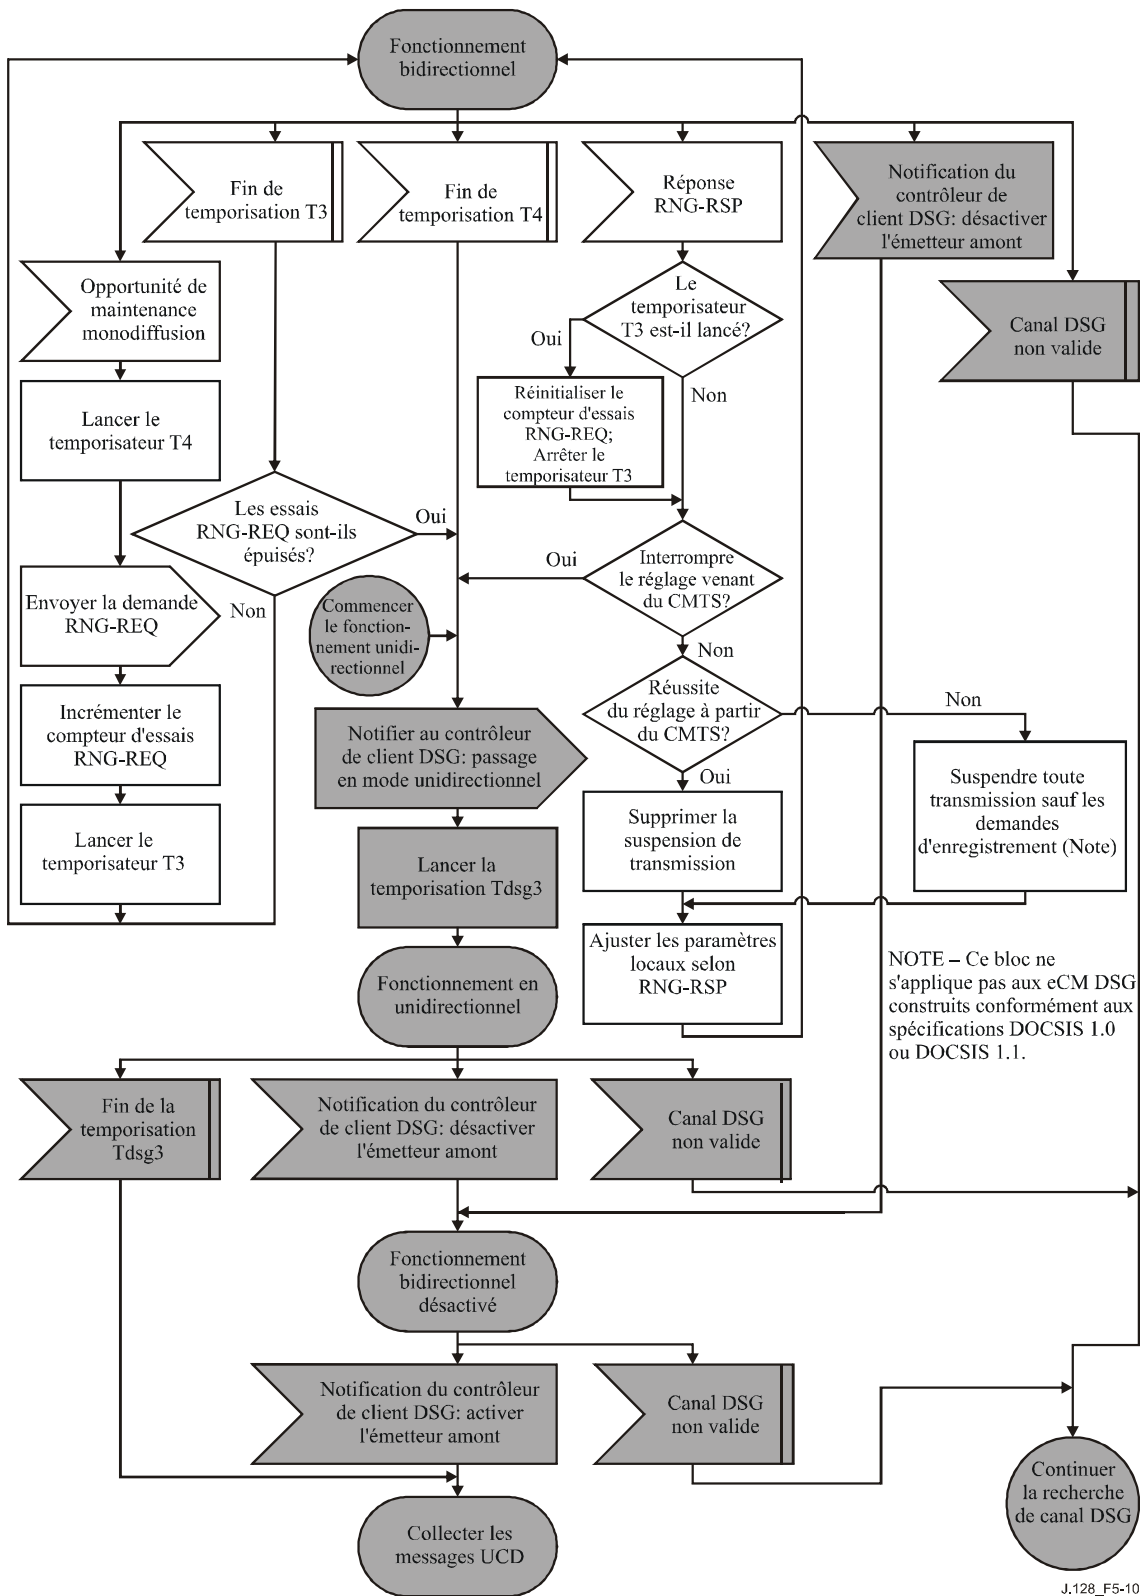 Fonctionnement
bidirectionnel
Fin de
temporisation T3
Fin de
temporisation T4
Réponse
RNG-RSP
Notification du
contrôleur de
client DSG: désactiver
l'émetteur amont
Opportunité de
maintenance
monodiffusion
Le
temporisateur
T3 est-il lancé?
Canal DSG
non valide
Oui
Non
Lancer le
temporisateur T4
Réinitialiser le
compteur d'essais
RNG-REQ;
Arrêter le
temporisateur T3
Les essais
RNG-REQ sont-ils
épuisés?
Oui
Non
Oui
Interrompre
le réglage venant
du CMTS?
Non
Envoyer la demande
RNG-REQ
Commencer
le fonction-
nement unidi-
rectionnel
Incrémenter le
compteur d'essais
RNG-REQ
Notifier au contrôleur
de client DSG: passage
en mode unidirectionnel
Réussite
du réglage à partir
du CMTS?
Non
Oui
Suspendre toute
transmission sauf les
demandes
d'enregistrement (Note)
Lancer le
temporisateur T3
Lancer la
temporisation Tdsg3
Supprimer la
suspension de
transmission
Ajuster les paramètres
locaux selon
RNG-RSP
Fonctionnement en
unidirectionnel
NOTE – Ce bloc ne
s'applique pas aux eCM DSG
construits conformément aux
spécifications DOCSIS 1.0
ou DOCSIS 1.1.
Fin de la
temporisation
Tdsg3
Notification du contrôleur
de client DSG: désactiver
l'émetteur amont
Canal DSG
non valide
Fonctionnement
bidirectionnel
désactivé
Notification du contrôleur
de client DSG: activer
l'émetteur amont
Canal DSG
non valide
Continuer
la recherche
de canal DSG
Collecter les
messages UCD
J.128_F5-10